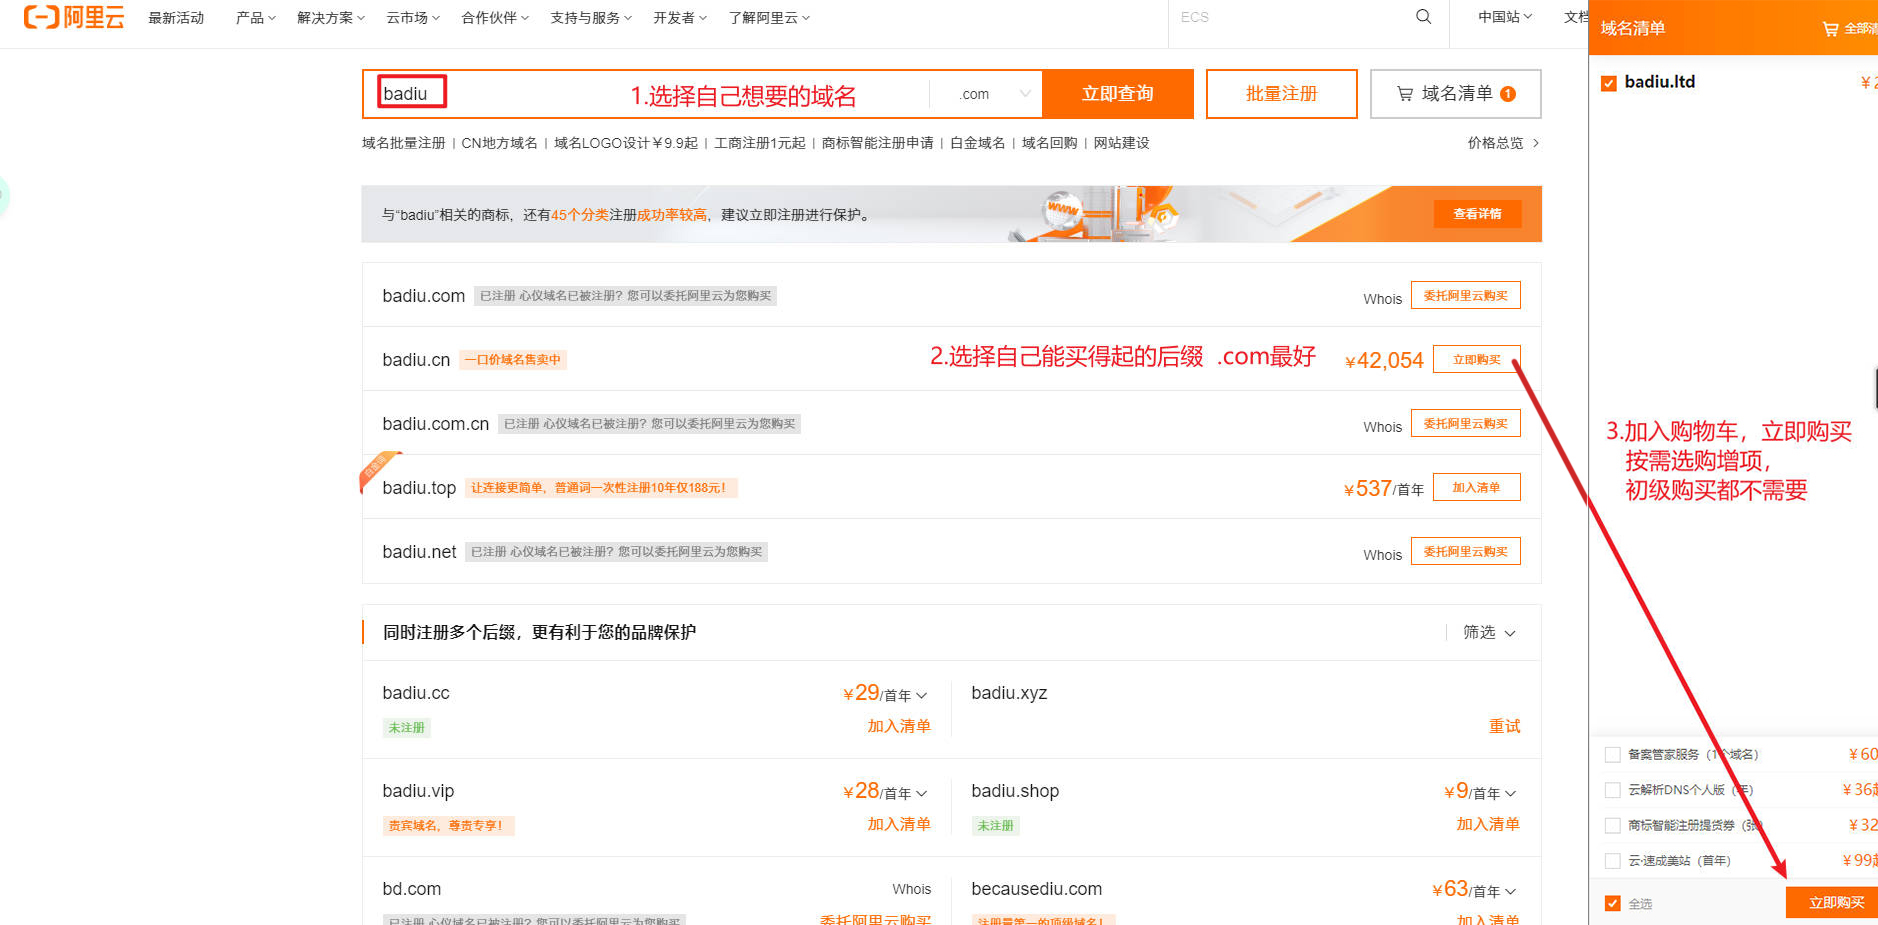 阿里云 最新活动 产品 解决方案 云市场 合作伙伴 支持与服务 开发者 了解阿里云 ECS 中国站 文档
域名清单 全部清
badiu 1.选择自己想要的域名 .com 立即查询 批量注册 域名清单 1
badiu.ltd ¥2
域名批量注册 | CN地方域名 | 域名LOGO设计¥9.9起 | 工商注册1元起 | 商标智能注册申请 | 白金域名 | 域名回购 | 网站建设 价格总览
与“badiu”相关的商标，还有45个分类注册成功率较高，建议立即注册进行保护。 www 查看详情
badiu.com 已注册 心仪域名已被注册？您可以委托阿里云为您购买 Whois 委托阿里云购买
badiu.cn 一口价域名售卖中 2.选择自己能买得起的后缀 .com最好 ¥42,054 立即购买
badiu.com.cn 已注册 心仪域名已被注册？您可以委托阿里云为您购买 Whois 委托阿里云购买
3.加入购物车，立即购买
按需选购增项，
初级购买都不需要
badiu.top 让连接更简单，普通词一次性注册10年仅188元！ ¥537/首年 加入清单
badiu.net 已注册 心仪域名已被注册？您可以委托阿里云为您购买 Whois 委托阿里云购买
同时注册多个后缀，更有利于您的品牌保护 筛选
badiu.cc ¥29/首年 badiu.xyz
未注册 加入清单 重试
badiu.vip ¥28/首年 badiu.shop ¥9/首年
贵宾域名，尊贵专享！ 加入清单 未注册 加入清单
bd.com Whois becausediu.com ¥63/首年
已注册 心仪域名已被注册？您可以委托阿里云为您购买 委托阿里云购买 注册量第一的顶级域名！ 加入清单
备案管家服务（1个域名） ¥60
云解析DNS个人版（年） ¥36起
商标智能注册提货券（张） ¥32
云·速成美站（首年） ¥99起
全选 立即购买